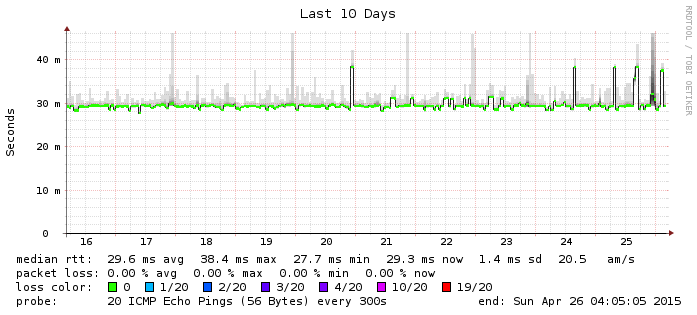 Last 10 Days
RRDTOOL / TOBI OETIKER
Seconds
40 m
30 m
20 m
10 m
0
16 17 18 19 20 21 22 23 24 25
median rtt: 29.6 ms avg 38.4 ms max 27.7 ms min 29.3 ms now 1.4 ms sd 20.5 am/s
packet loss: 0.00 % avg 0.00 % max 0.00 % min 0.00 % now
loss color: 0 1/20 2/20 3/20 4/20 10/20 19/20
probe: 20 ICMP Echo Pings (56 Bytes) every 300s end: Sun Apr 26 04:05:05 2015